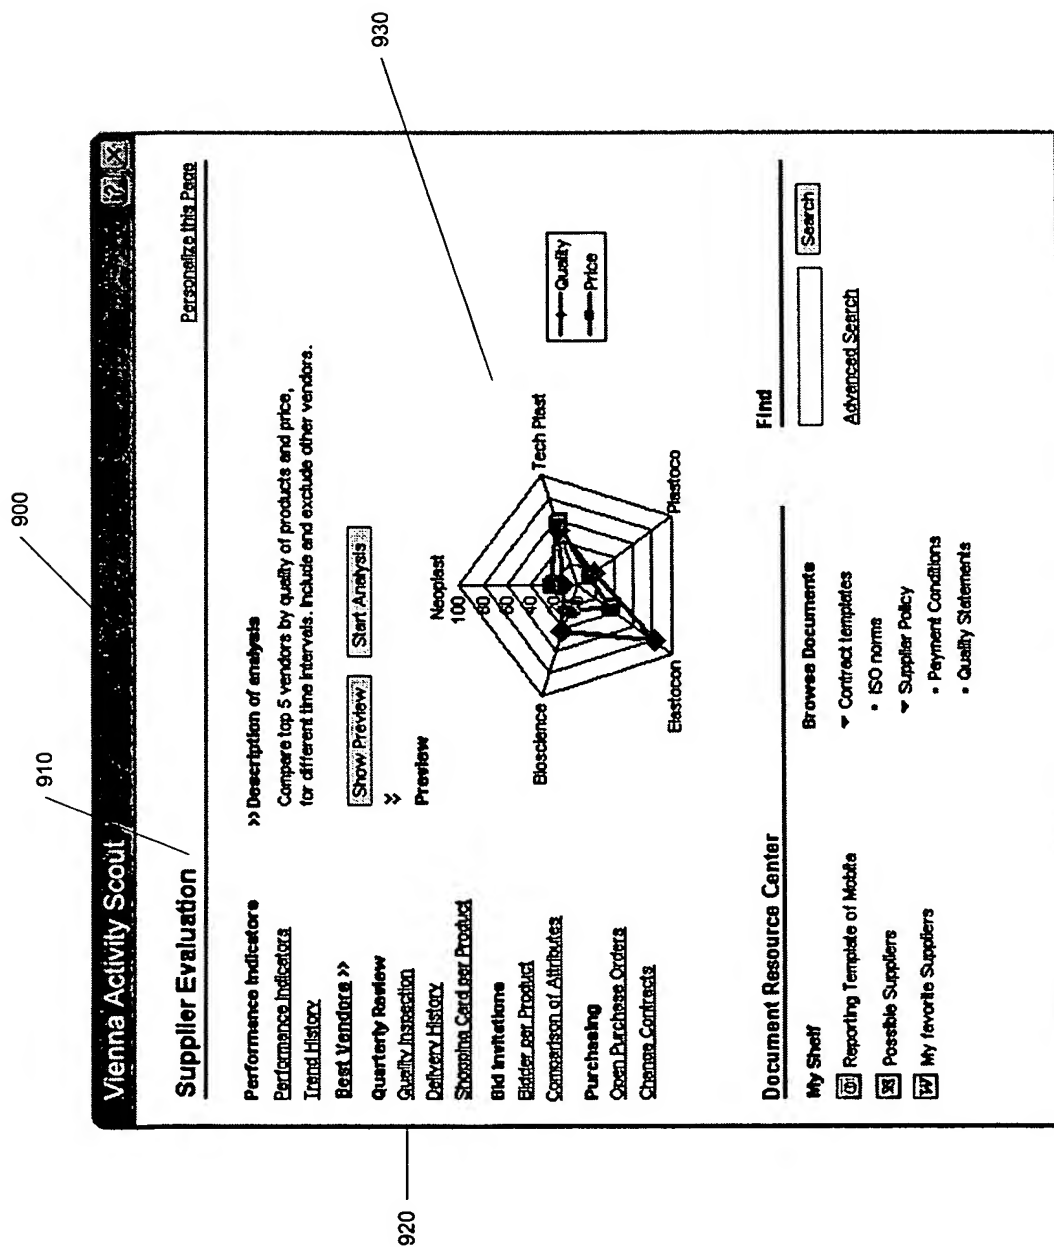 900
910
920
930
Vienna Activity Scout
? X
Supplier Evaluation
Personalize this Page
Performance Indicators
Performance Indicators
Trend History
Best Vendors >>
Quarterly Review
Quality Inspection
Delivery History
Shopping Card per Product
Bid Invitations
Bidder per Product
Comparison of Attributes
Purchasing
Open Purchase Orders
Change Contracts
>> Description of analysis
Compare top 5 vendors by quality of products and price,
for different time intervals. Include and exclude other vendors.
Show Preview
Start Analysis
Preview
Neoplast
100
80
60
40
Tech Plast
Plastoco
Elastocon
Bioscience
Quality
Price
Document Resource Center
My Shelf
Reporting Template of Mobile
Possible Suppliers
W My favorite Suppliers
Browse Documents
Contract templates
• ISO norms
Supplier Policy
• Payment Conditions
• Quality Statements
Find
Search
Advanced Search